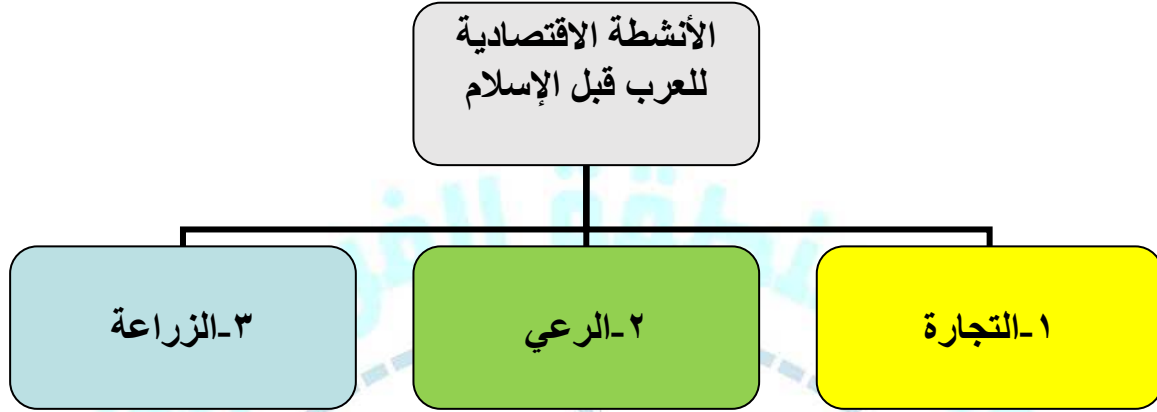 الأنشطة الاقتصادية
للعرب قبل الإسلام
١-التجارة
٢-الرعي
٣-الزراعة